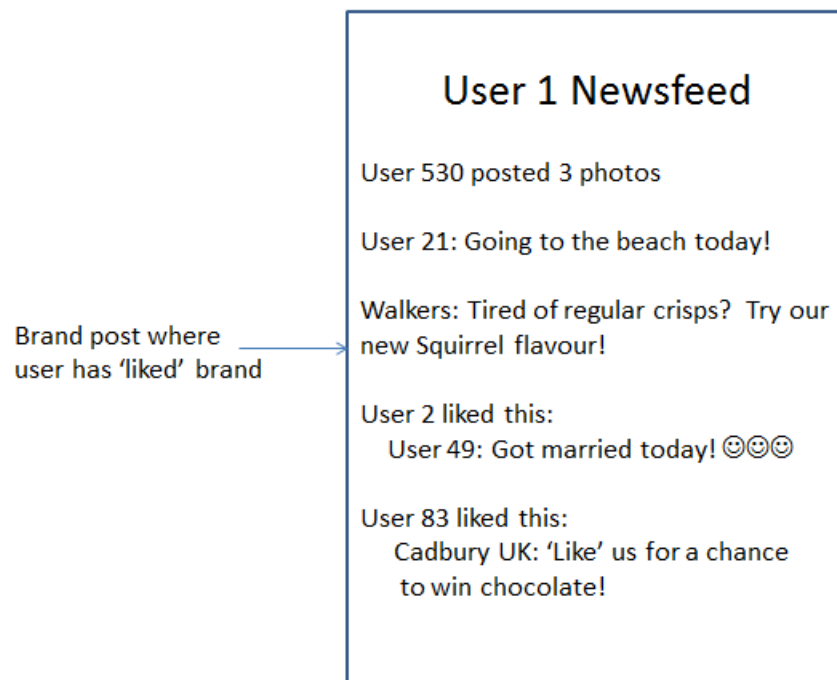 User 1 Newsfeed
User 530 posted 3 photos
User 21: Going to the beach today!
Walkers: Tired of regular crisps? Try our
new Squirrel flavour!
Brand post where
user has ‘liked’ brand
User 2 liked this:
User 49: Got married today! ☺☺☺
User 83 liked this:
Cadbury UK: ‘Like’ us for a chance
to win chocolate!